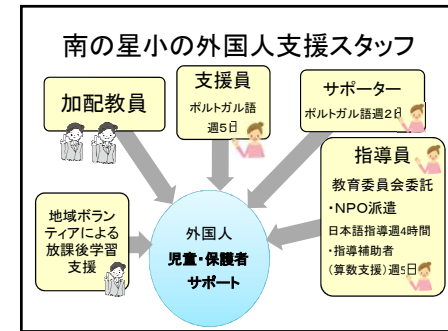 南の星小の外国人支援スタッフ
加配教員
支援員
ポルトガル語
週5日
サポーター
ポルトガル語週2日
指導員
教育委員会委託
・NPO派遣
日本語指導週4時間
・指導補助者
(算数支援)週5日
地域ボラン
ティアによる
放課後学習
支援
外国人
児童・保護者
サポート